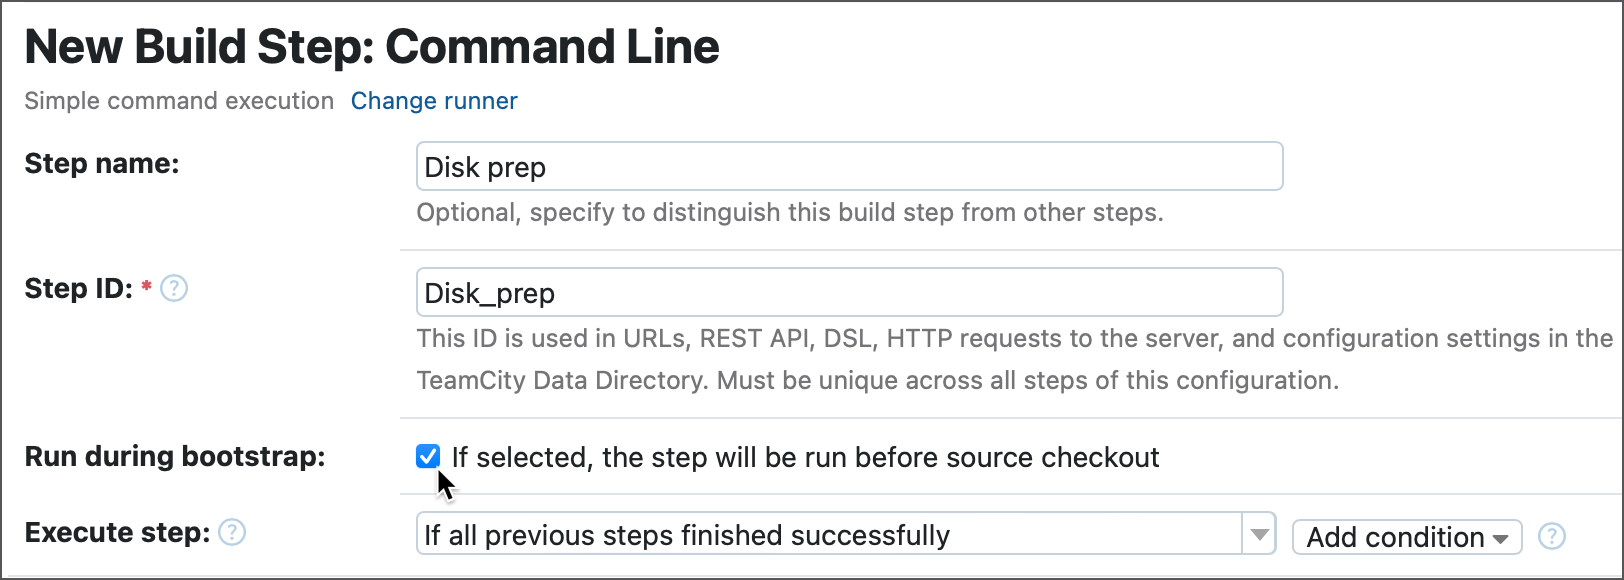 New Build Step: Command Line
Simple command execution Change runner
Step name: Disk prep
Optional, specify to distinguish this build step from other steps.
Step ID: * ? Disk_prep
This ID is used in URLs, REST API, DSL, HTTP requests to the server, and configuration settings in the
TeamCity Data Directory. Must be unique across all steps of this configuration.
Run during bootstrap: If selected, the step will be run before source checkout
Execute step: ? If all previous steps finished successfully Add condition ?